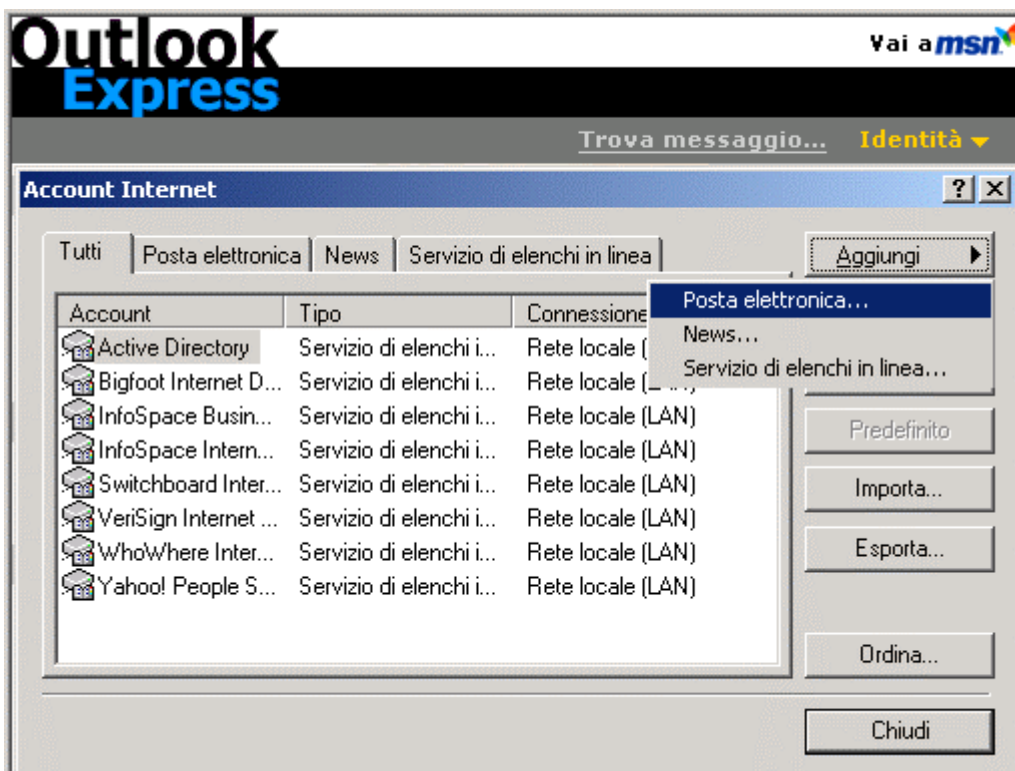 Outlook
Express
Vai a msn
Trova messaggio... Identità
Account Internet
Tutti Posta elettronica News Servizio di elenchi in linea
Aggiungi
Posta elettronica...
News...
Servizio di elenchi in linea...
Account Tipo Connessione
Active Directory Servizio di elenchi i... Rete locale (
Bigfoot Internet D... Servizio di elenchi i... Rete locale (LAN)
InfoSpace Busin... Servizio di elenchi i... Rete locale (LAN)
InfoSpace Intern... Servizio di elenchi i... Rete locale (LAN)
Switchboard Inter... Servizio di elenchi i... Rete locale (LAN)
VeriSign Internet ... Servizio di elenchi i... Rete locale (LAN)
WhoWhere Inter... Servizio di elenchi i... Rete locale (LAN)
Yahoo! People S... Servizio di elenchi i... Rete locale (LAN)
Predefinito
Importa...
Esporta...
Ordina...
Chiudi